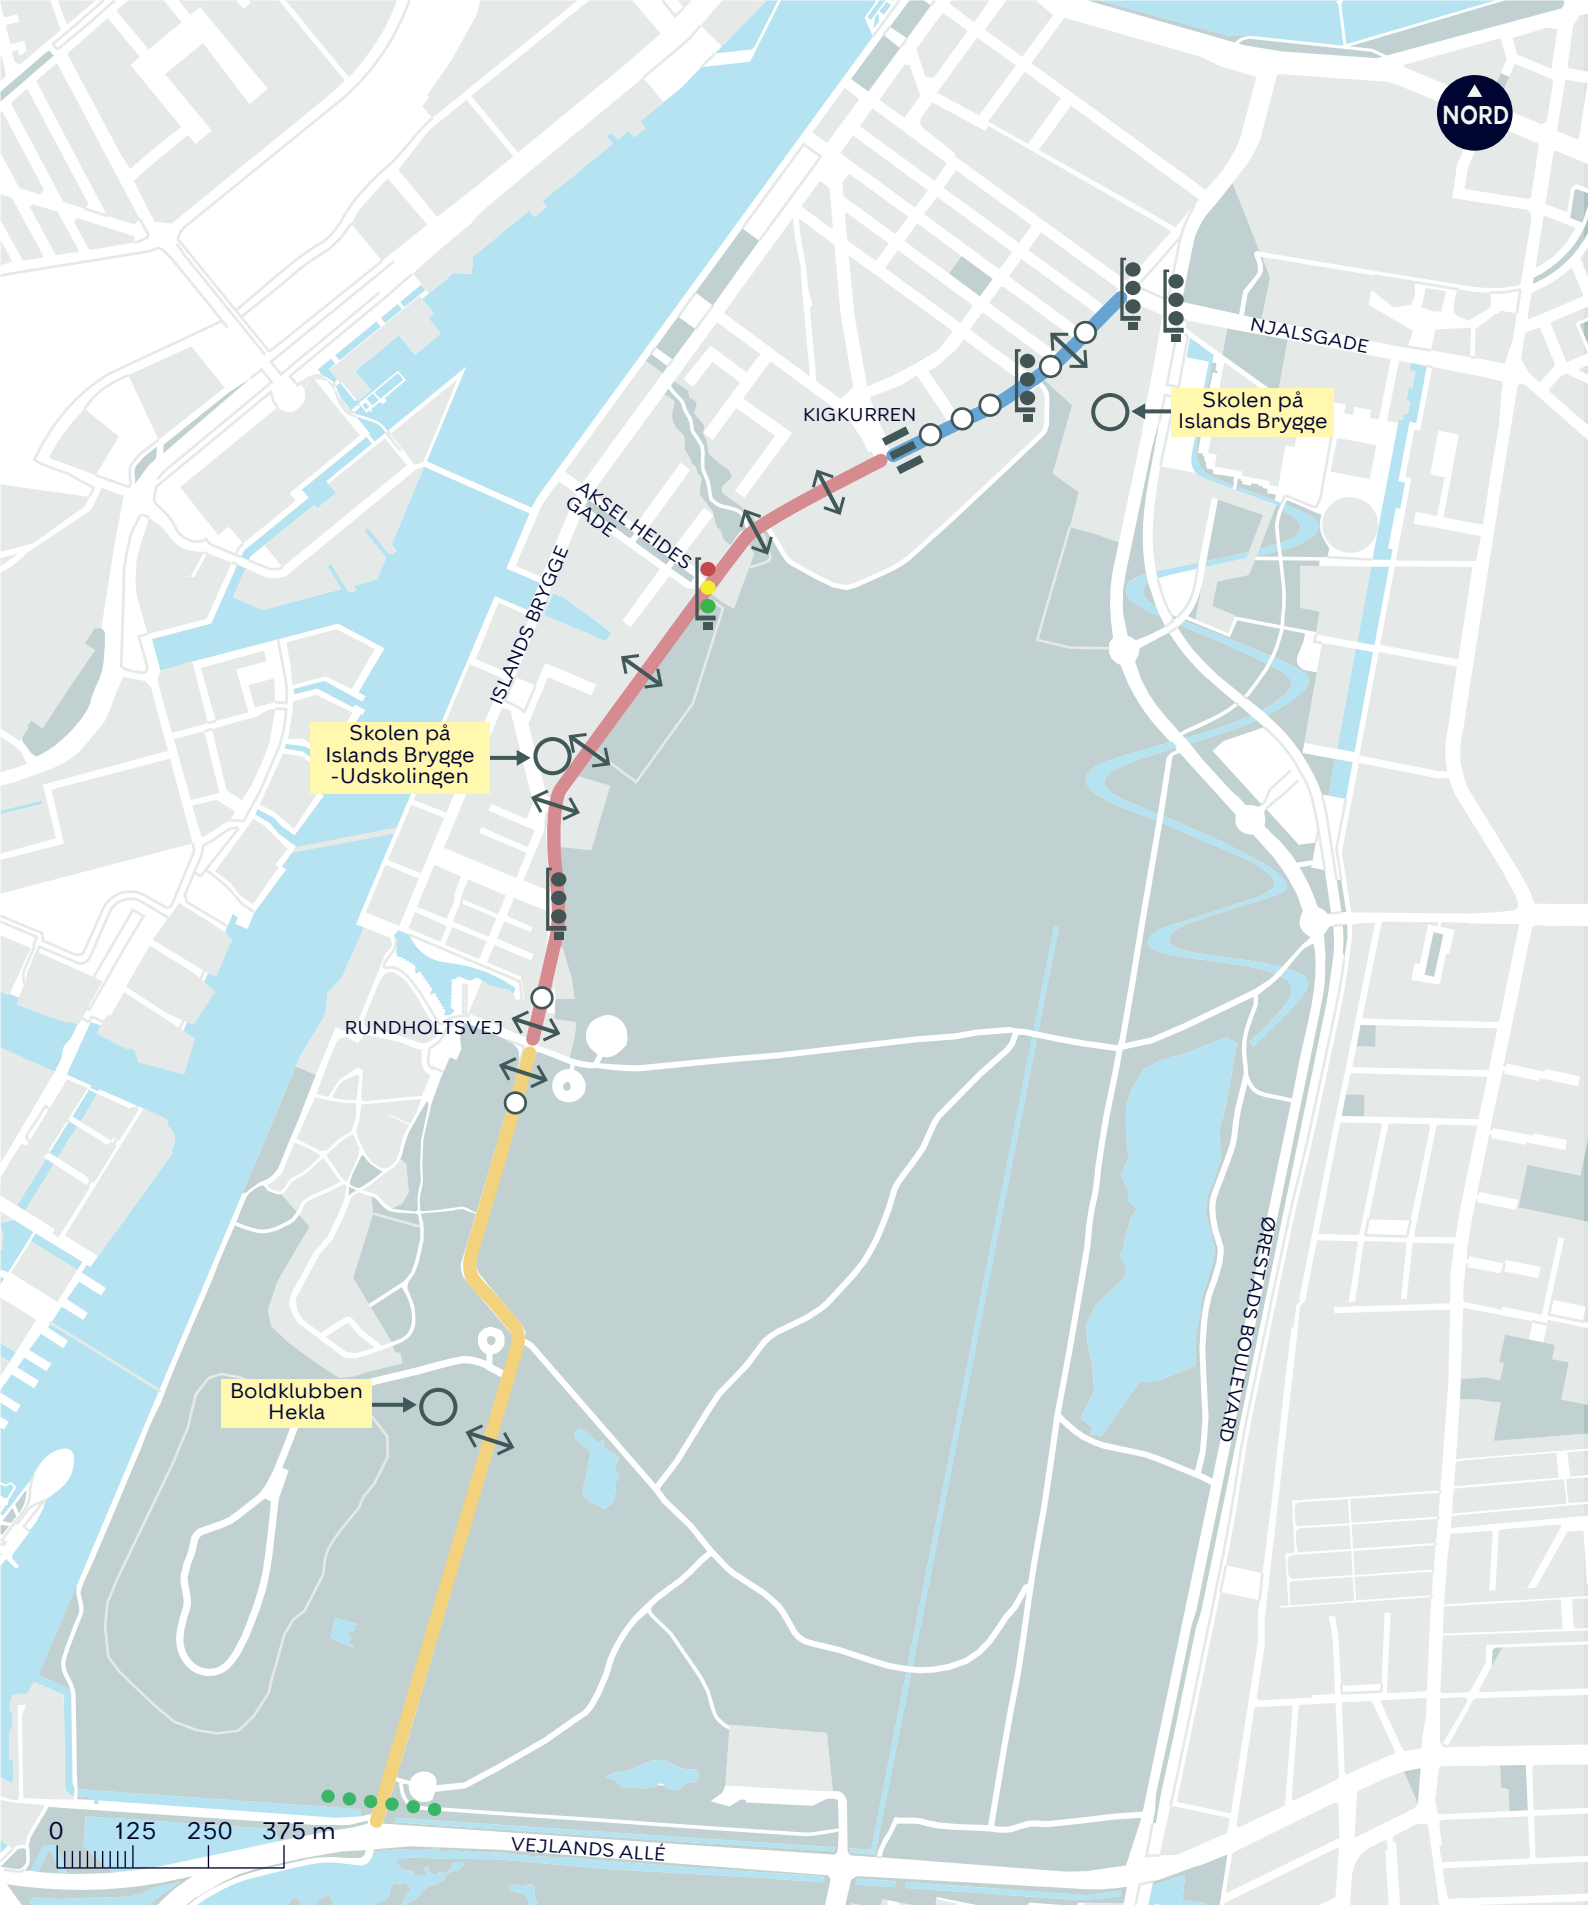 NORD
NJALSGADE
Skolen på
Islands Brygge
KIGKURREN
AKSEL HEIDES
GADE
ISLANDS BRYGGE
Skolen på
Islands Brygge
-Udskolingen
RUNDHOLTSVEJ
ØRESTADS BOULEVARD
Boldklubben
Hekla
0 125 250 375 m
VEJLANDS ALLÉ